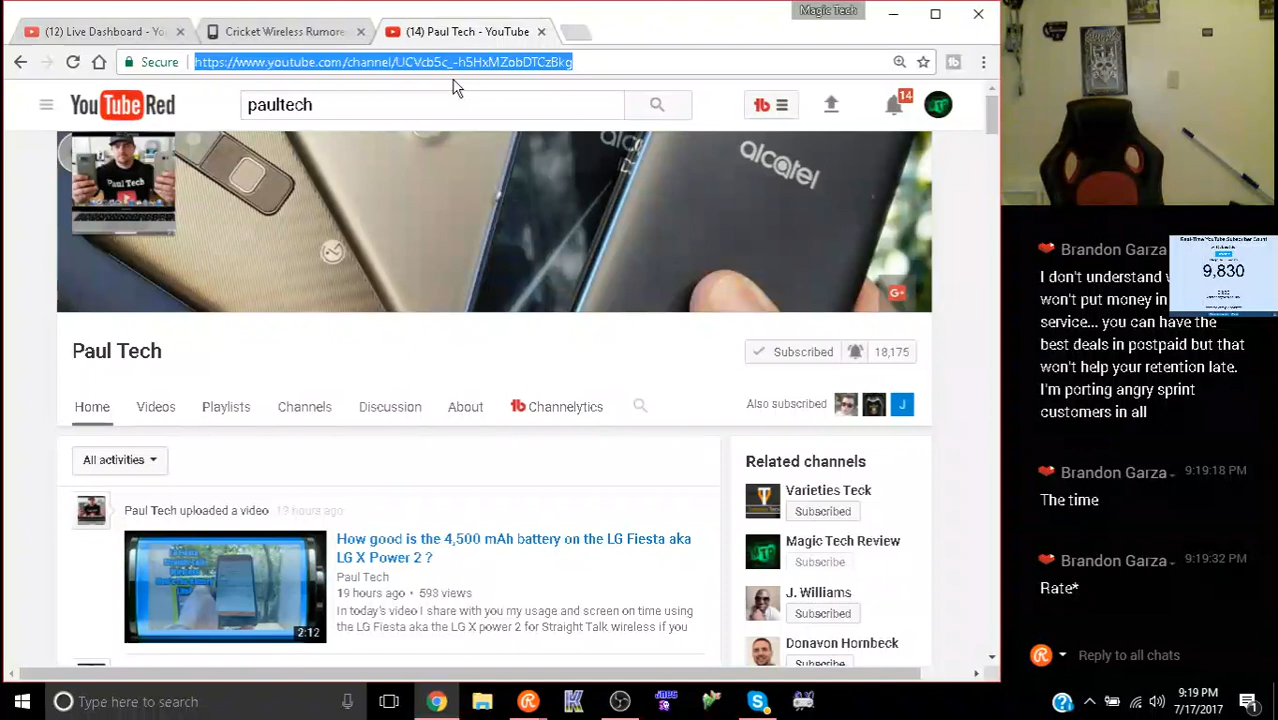 Magic Tech
(12) Live Dashboard - Yo
Cricket Wireless Rumore
(14) Paul Tech - YouTube
Secure
https://www.youtube.com/channel/UCVcb5c_-h5HxMZobDTCzBkg
YouTube Red
paultech
14
alcatel
Paul Tech
Paul Tech
Subscribed
18,175
Home
Videos
Playlists
Channels
Discussion
About
Channelytics
Also subscribed
J
All activities
Paul Tech uploaded a video
19 hours ago
How good is the 4,500 mAh battery on the LG Fiesta aka
LG X Power 2 ?
Paul Tech
19 hours ago • 593 views
In today's video I share with you my usage and screen on time using
the LG Fiesta aka the LG X power 2 for Straight Talk wireless if you
2:12
Related channels
Varieties Teck
Subscribed
Magic Tech Review
Subscribe
J. Williams
Subscribed
Donavon Hornbeck
Subscribe
Brandon Garza
I don't understand
won't put money in
service... you can have the
best deals in postpaid but that
won't help your retention late.
I'm porting angry sprint
customers in all
Real-Time YouTube Subscriber Count
9,830
Brandon Garza
9:19:18 PM
The time
Brandon Garza
9:19:32 PM
Rate*
Reply to all chats
Type here to search
9:19 PM
7/17/2017